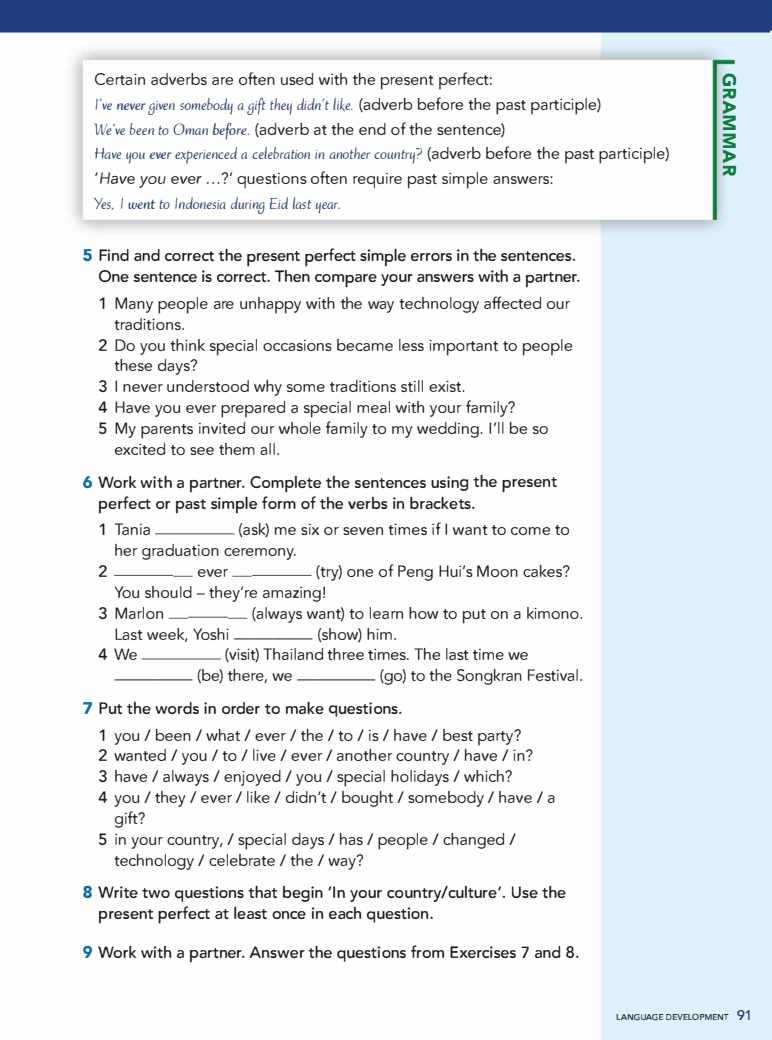 Certain adverbs are often used with the present perfect:
I've never given somebody a gift they didn't like. (adverb before the past participle)
We've been to Oman before. (adverb at the end of the sentence)
Have you ever experienced a celebration in another country? (adverb before the past participle)
'Have you ever …?' questions often require past simple answers:
Yes, I went to Indonesia during Eid last year.
GRAMMAR
5 Find and correct the present perfect simple errors in the sentences.
One sentence is correct. Then compare your answers with a partner.
1 Many people are unhappy with the way technology affected our
traditions.
2 Do you think special occasions became less important to people
these days?
3 I never understood why some traditions still exist.
4 Have you ever prepared a special meal with your family?
5 My parents invited our whole family to my wedding. I'll be so
excited to see them all.
6 Work with a partner. Complete the sentences using the present
perfect or past simple form of the verbs in brackets.
1 Tania __________ (ask) me six or seven times if I want to come to
her graduation ceremony.
2 __________ ever __________ (try) one of Peng Hui's Moon cakes?
You should – they're amazing!
3 Marlon __________ (always want) to learn how to put on a kimono.
Last week, Yoshi __________ (show) him.
4 We __________ (visit) Thailand three times. The last time we
__________ (be) there, we __________ (go) to the Songkran Festival.
7 Put the words in order to make questions.
1 you / been / what / ever / the / to / is / have / best party?
2 wanted / you / to / live / ever / another country / have / in?
3 have / always / enjoyed / you / special holidays / which?
4 you / they / ever / like / didn't / bought / somebody / have / a
gift?
5 in your country, / special days / has / people / changed /
technology / celebrate / the / way?
8 Write two questions that begin 'In your country/culture'. Use the
present perfect at least once in each question.
9 Work with a partner. Answer the questions from Exercises 7 and 8.
LANGUAGE DEVELOPMENT 91